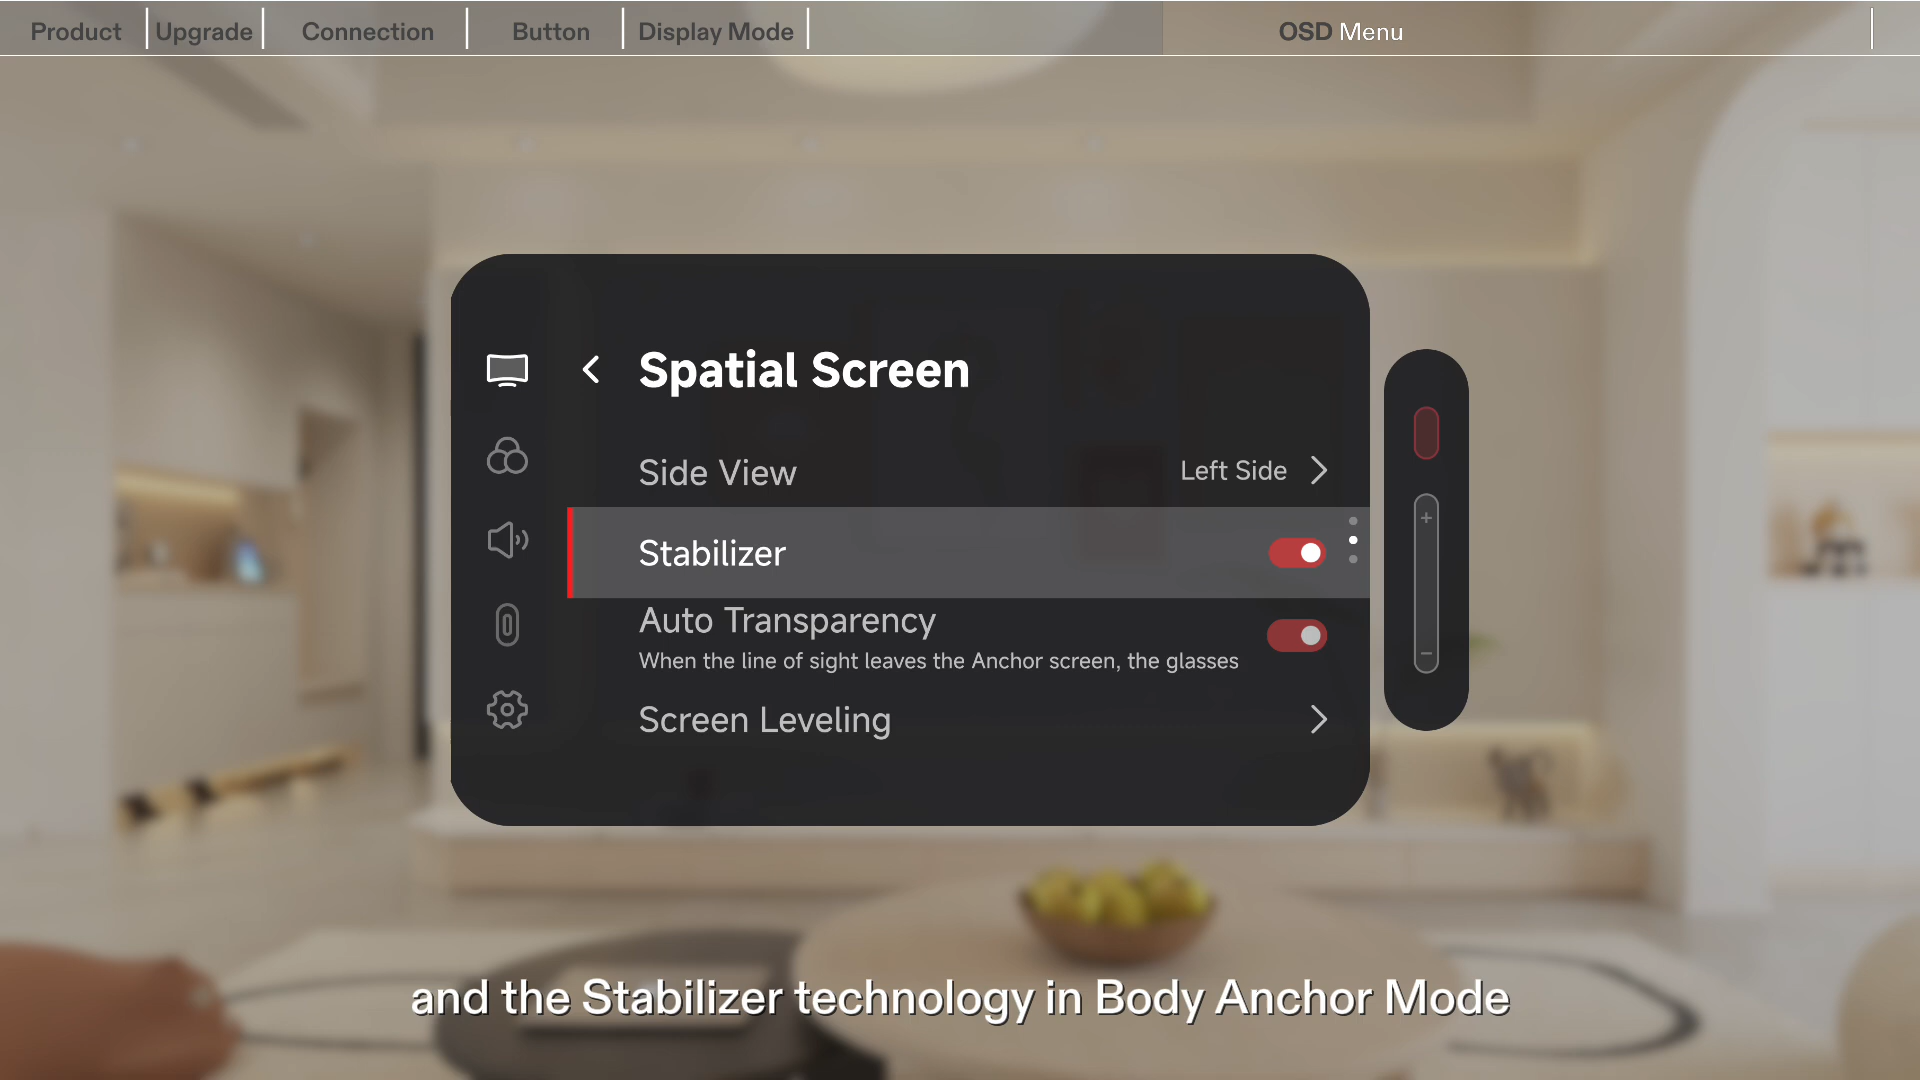 Product
Upgrade
Connection
Button
Display Mode
OSD Menu
Spatial Screen
Side View
Left Side
Stabilizer
Auto Transparency
When the line of sight leaves the Anchor screen, the glasses
Screen Leveling
and the Stabilizer technology in Body Anchor Mode